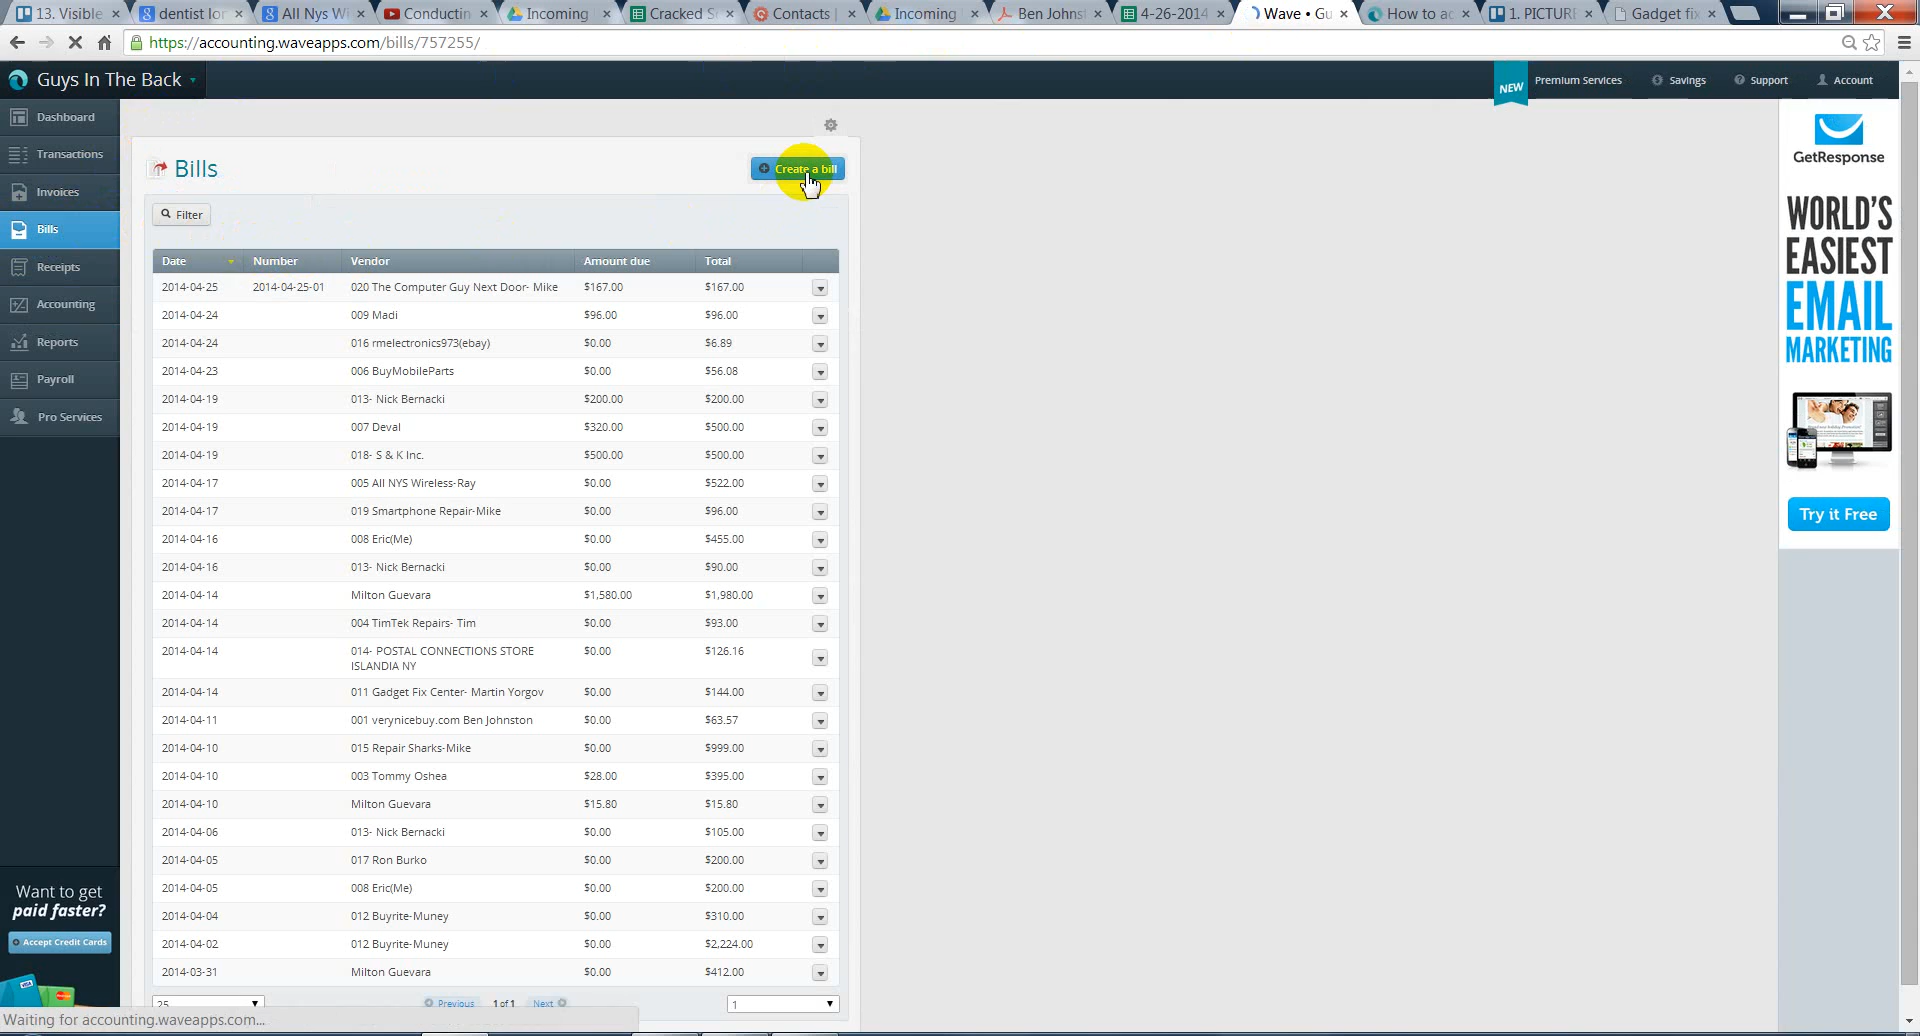 13. Visible
dentist lon
All Nys Wi
Conductin
Incoming
Cracked S
Contacts
Incoming
Ben Johns
4-26-2014
Wave • Gu
How to ac
1. PICTURE
Gadget fix
https://accounting.waveapps.com/bills/757255/
Guys In The Back
NEW
Premium Services
Savings
Support
Account
Dashboard
Transactions
Invoices
Bills
Receipts
Accounting
Reports
Payroll
Pro Services
Want to get
paid faster?
Accept Credit Cards
Bills
Create a bill
Filter
Date Number Vendor Amount due Total
2014-04-25 2014-04-25-01 020 The Computer Guy Next Door- Mike $167.00 $167.00
2014-04-24 009 Madi $96.00 $96.00
2014-04-24 016 rmelectronics973(ebay) $0.00 $6.89
2014-04-23 006 BuyMobileParts $0.00 $56.08
2014-04-19 013- Nick Bernacki $200.00 $200.00
2014-04-19 007 Deval $320.00 $500.00
2014-04-19 018- S & K Inc. $500.00 $500.00
2014-04-17 005 All NYS Wireless-Ray $0.00 $522.00
2014-04-17 019 Smartphone Repair-Mike $0.00 $96.00
2014-04-16 008 Eric(Me) $0.00 $455.00
2014-04-16 013- Nick Bernacki $0.00 $90.00
2014-04-14 Milton Guevara $1,580.00 $1,980.00
2014-04-14 004 TimTek Repairs- Tim $0.00 $93.00
2014-04-14 014- POSTAL CONNECTIONS STORE $0.00 $126.16
ISLANDIA NY
2014-04-14 011 Gadget Fix Center- Martin Yorgov $0.00 $144.00
2014-04-11 001 verynicebuy.com Ben Johnston $0.00 $63.57
2014-04-10 015 Repair Sharks-Mike $0.00 $999.00
2014-04-10 003 Tommy Oshea $28.00 $395.00
2014-04-10 Milton Guevara $15.80 $15.80
2014-04-06 013- Nick Bernacki $0.00 $105.00
2014-04-05 017 Ron Burko $0.00 $200.00
2014-04-05 008 Eric(Me) $0.00 $200.00
2014-04-04 012 Buyrite-Muney $0.00 $310.00
2014-04-02 012 Buyrite-Muney $0.00 $2,224.00
2014-03-31 Milton Guevara $0.00 $412.00
25 Previous 1 of 1 Next 1
Waiting for accounting.waveapps.com...
GetResponse
WORLD'S
EASIEST
EMAIL
MARKETING
Try it Free